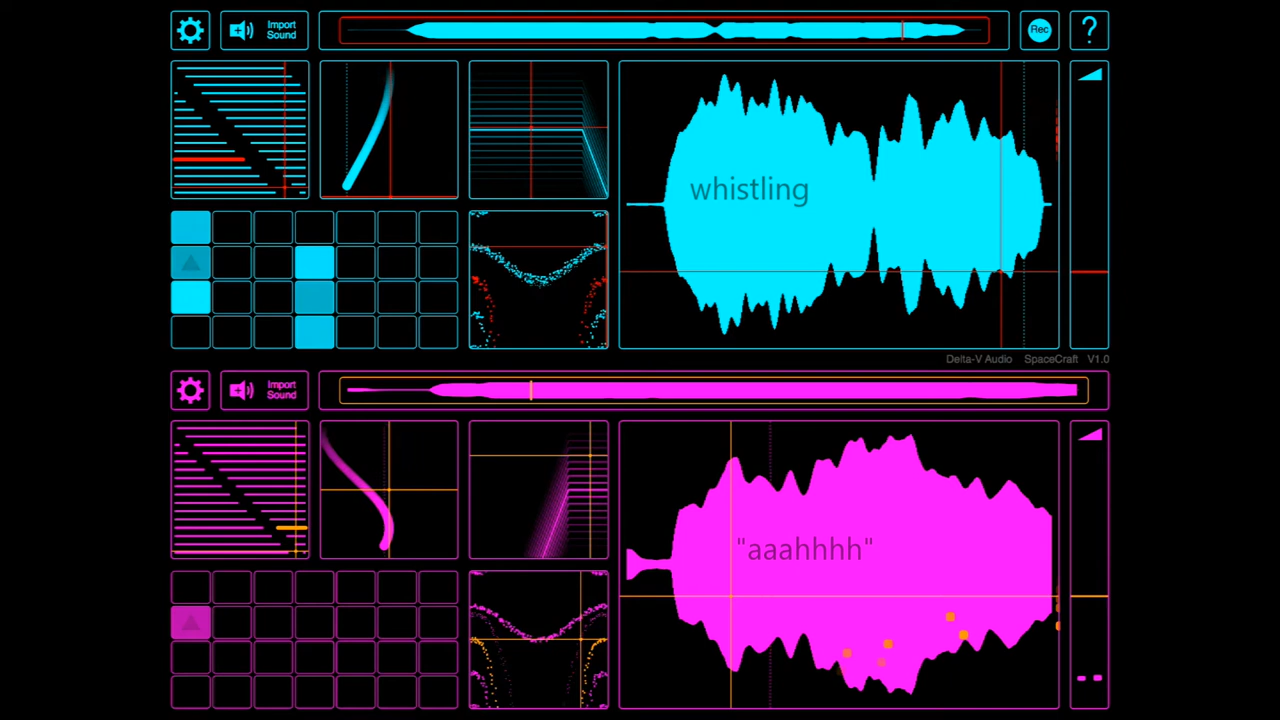 Import
Sound
Rec
?
whistling
Delta-V Audio SpaceCraft V1.0
Import
Sound
"aaahhhh"